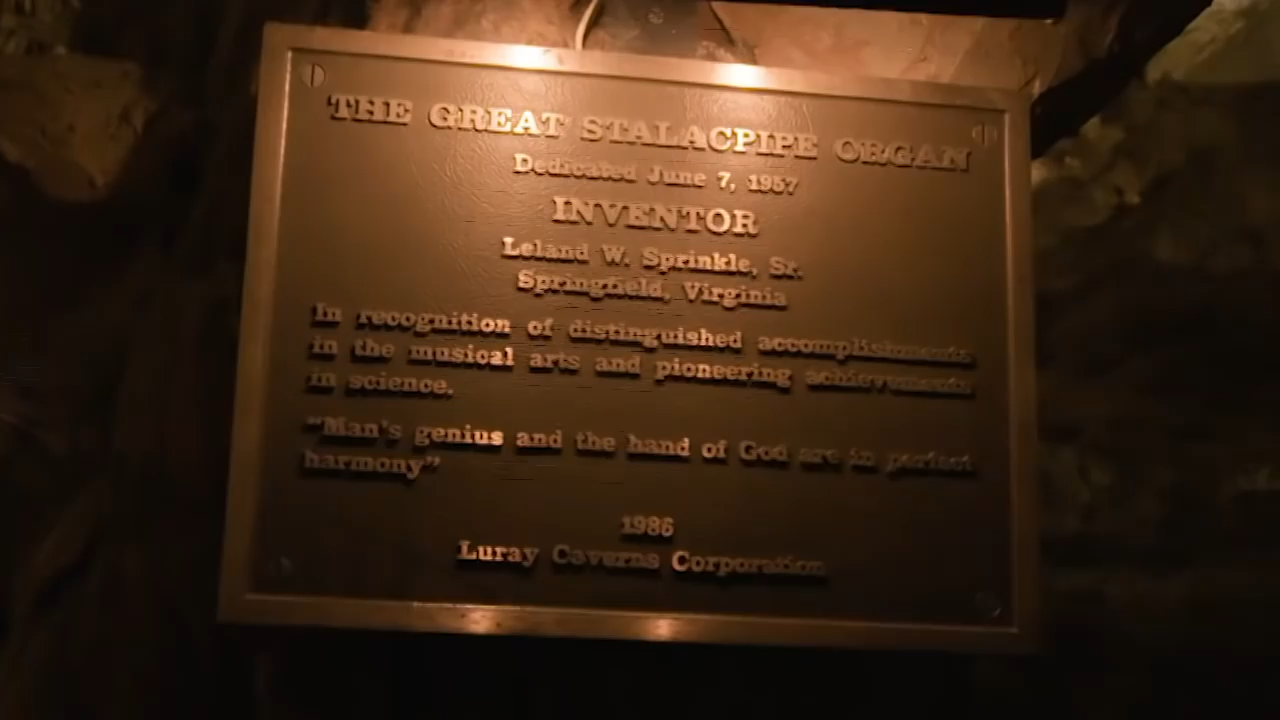 THE GREAT STALACPIPE ORGAN
Dedicated June 7, 1957
INVENTOR
Leland W. Sprinkle, Sr.
Springfield, Virginia
In recognition of distinguished accomplishments
in the musical arts and pioneering achievements
in science.
"Man's genius and the hand of God are in perfect
harmony"
1986
Luray Caverns Corporation